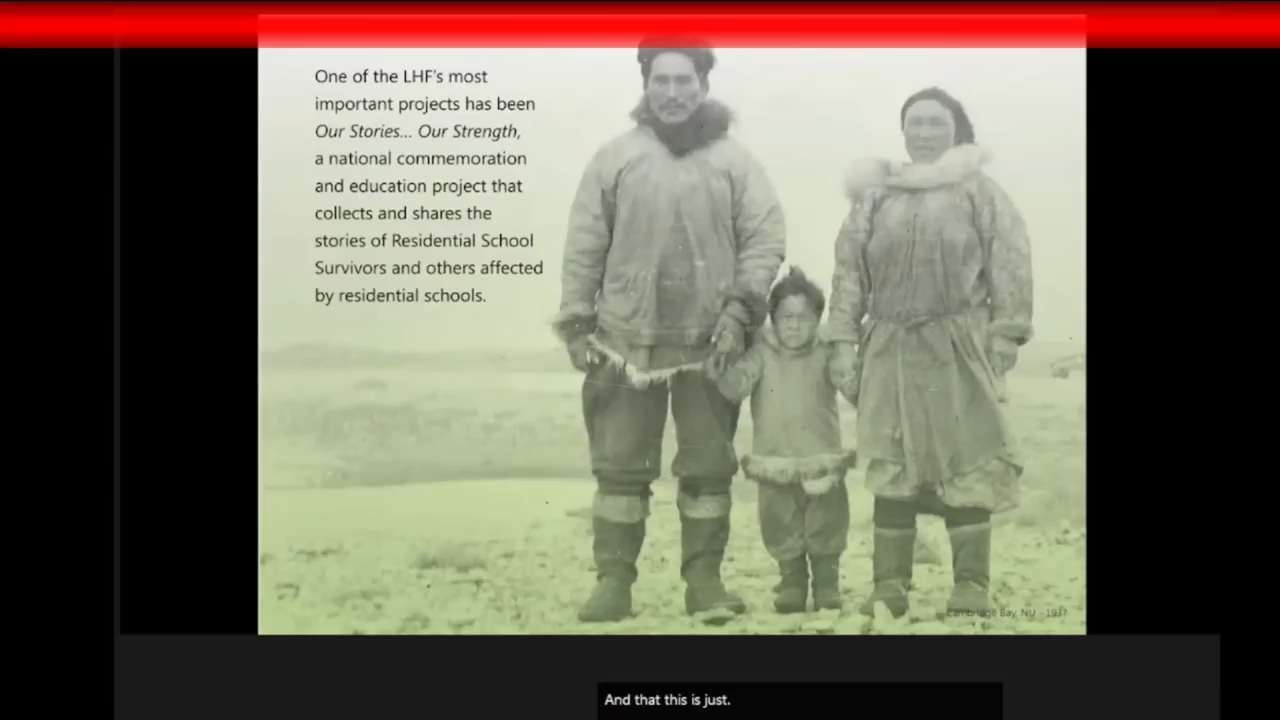 One of the LHF's most
important projects has been
Our Stories... Our Strength,
a national commemoration
and education project that
collects and shares the
stories of Residential School
Survivors and others affected
by residential schools.
Cambridge Bay, NU - 1937
And that this is just.